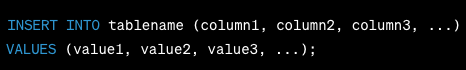 INSERT INTO tablename (column1, column2, column3, ...)
VALUES (value1, value2, value3, ...);